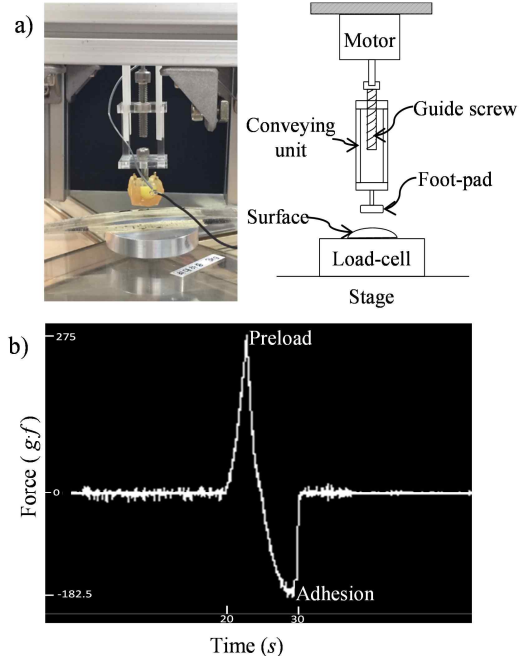 a)
Motor
Guide screw
Conveying
unit
Foot-pad
Surface
Load-cell
Stage
b)
275
Preload
Force ( g.f )
0
-182.5
Adhesion
20
30
Time (s)